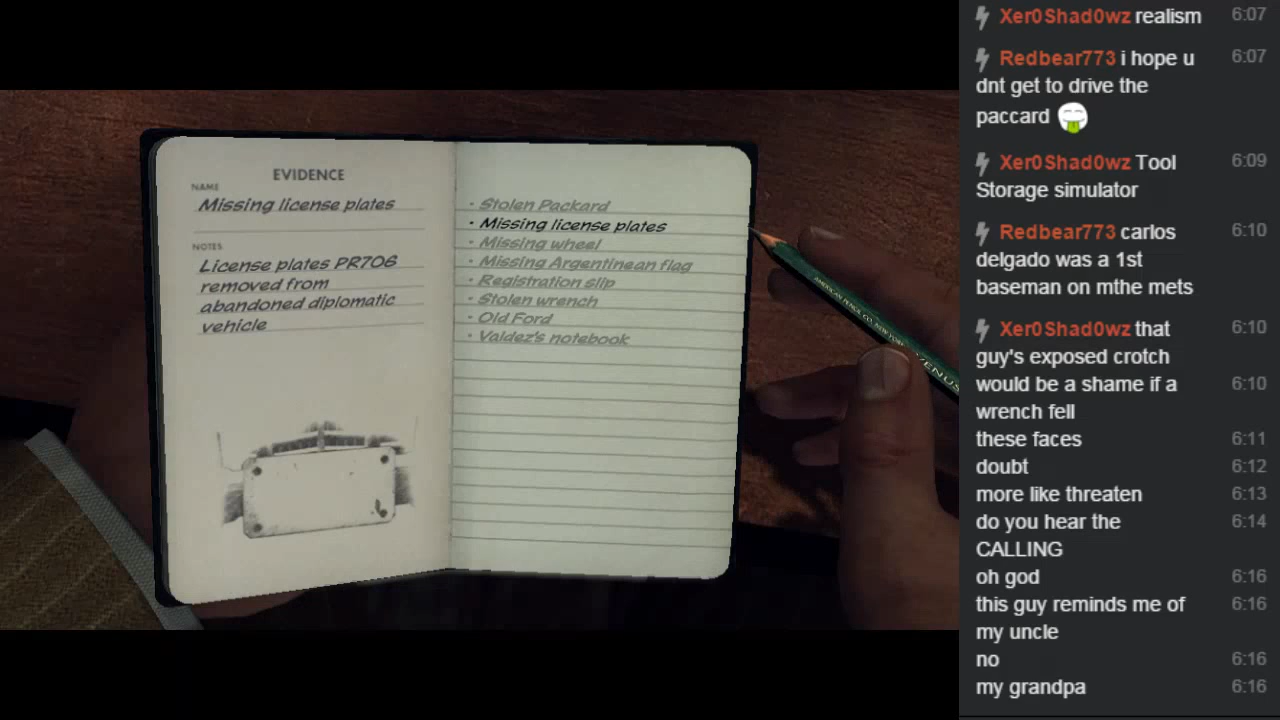 EVIDENCE
NAME
Missing license plates
NOTES
License plates PR706
removed from
abandoned diplomatic
vehicle
· Stolen Packard
· Missing license plates
· Missing wheel
· Missing Argentinean flag
· Registration slip
· Stolen wrench
· Old Ford
· Valdez's notebook
AMERICAN PENCIL CO. NEW YORK VENUS
Xer0Shad0wz realism 6:07
Redbear773 i hope u 6:07
dnt get to drive the
paccard
Xer0Shad0wz Tool 6:09
Storage simulator
Redbear773 carlos 6:10
delgado was a 1st
baseman on mthe mets
Xer0Shad0wz that 6:10
guy's exposed crotch
would be a shame if a 6:10
wrench fell
these faces 6:11
doubt 6:12
more like threaten 6:13
do you hear the 6:14
CALLING
oh god 6:16
this guy reminds me of 6:16
my uncle
no 6:16
my grandpa 6:16